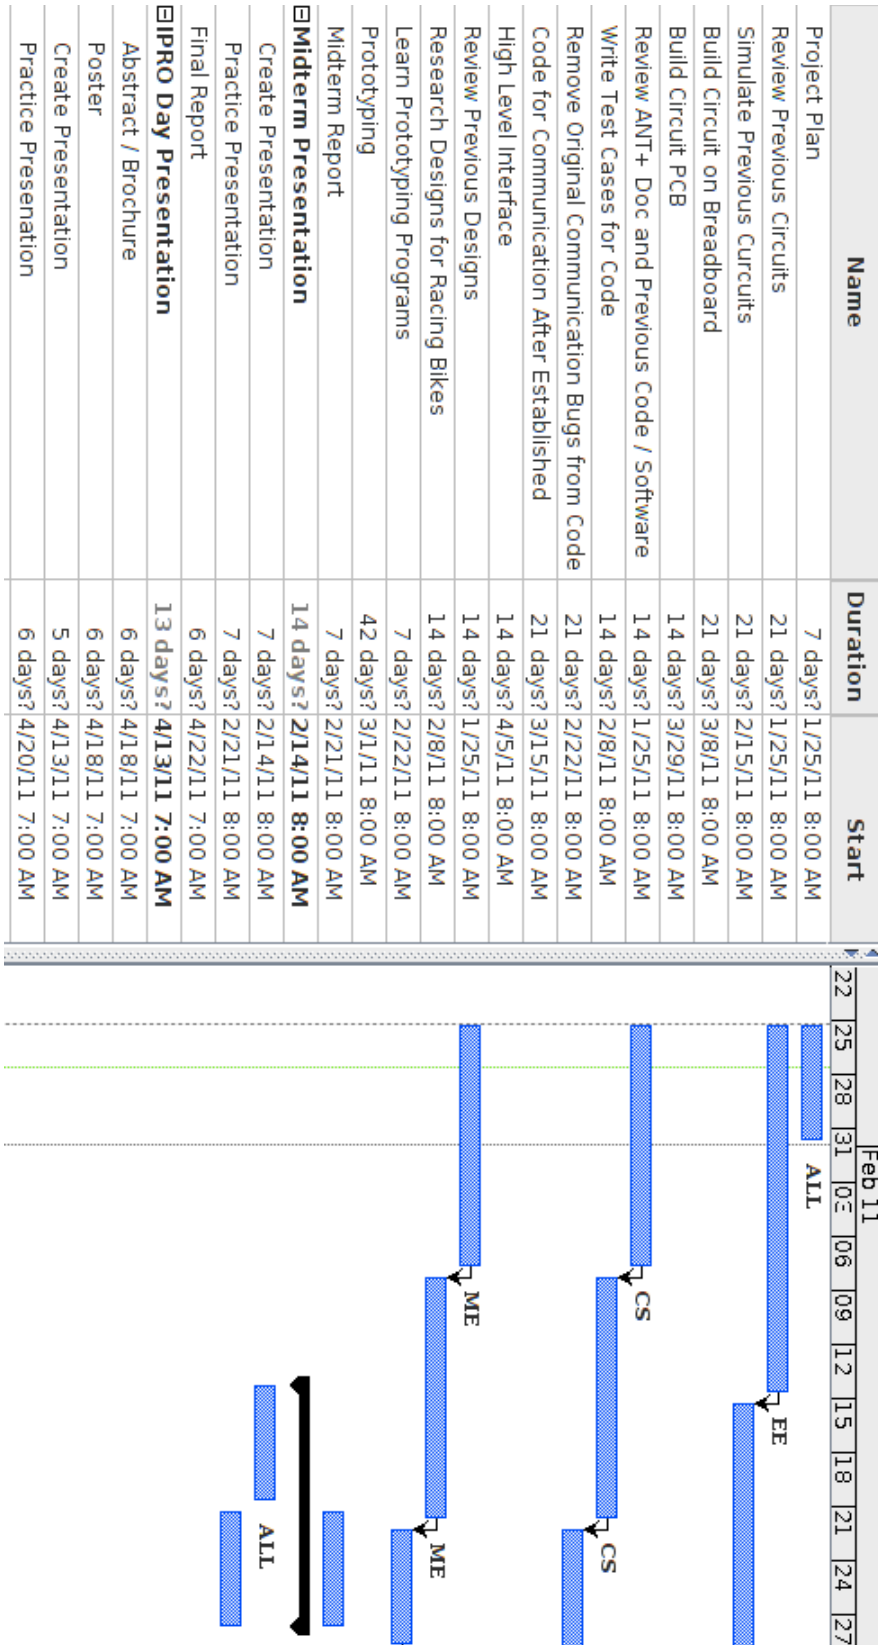 Name Duration Start
Project Plan 7 days? 1/25/11 8:00 AM
Review Previous Circuits 21 days? 1/25/11 8:00 AM
Simulate Previous Curcuits 21 days? 2/15/11 8:00 AM
Build Circuit on Breadboard 21 days? 3/8/11 8:00 AM
Build Circuit PCB 14 days? 3/29/11 8:00 AM
Review ANT+ Doc and Previous Code / Software 14 days? 1/25/11 8:00 AM
Write Test Cases for Code 14 days? 2/8/11 8:00 AM
Remove Original Communication Bugs from Code 21 days? 2/22/11 8:00 AM
Code for Communication After Established 21 days? 3/15/11 8:00 AM
High Level Interface 14 days? 4/5/11 8:00 AM
Review Previous Designs 14 days? 1/25/11 8:00 AM
Research Designs for Racing Bikes 14 days? 2/8/11 8:00 AM
Learn Prototyping Programs 7 days? 2/22/11 8:00 AM
Prototyping 42 days? 3/1/11 8:00 AM
Midterm Report 7 days? 2/21/11 8:00 AM
Midterm Presentation 14 days? 2/14/11 8:00 AM
Create Presentation 7 days? 2/14/11 8:00 AM
Practice Presentation 7 days? 2/21/11 8:00 AM
Final Report 6 days? 4/22/11 7:00 AM
IPRO Day Presentation 13 days? 4/13/11 7:00 AM
Abstract / Brochure 6 days? 4/18/11 7:00 AM
Poster 6 days? 4/18/11 7:00 AM
Create Presentation 5 days? 4/13/11 7:00 AM
Practice Presenation 6 days? 4/20/11 7:00 AM
Feb 11
22 25 28 31 03 06 09 12 15 18 21 24 27
ALL
EE
CS
CS
ME
ME
ALL